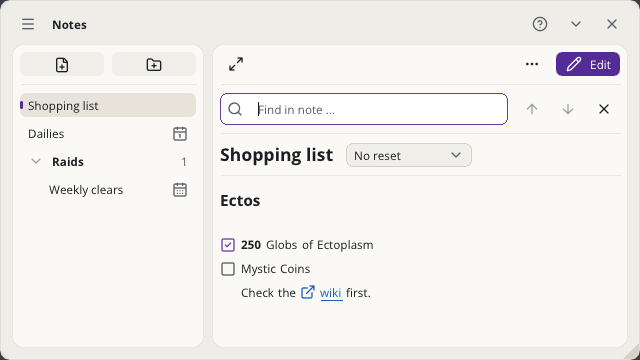 Notes
Edit
Shopping list
Dailies
Raids 1
Weekly clears
Find in note ...
Shopping list No reset
Ectos
250 Globs of Ectoplasm
Mystic Coins
Check the wiki first.